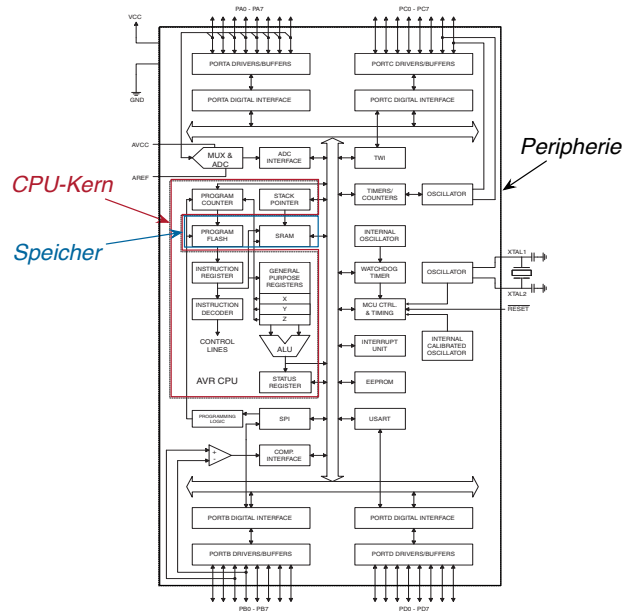 PA0 - PA7
PC0 - PC7
VCC
PORTA DRIVERS/BUFFERS
PORTC DRIVERS/BUFFERS
GND
PORTA DIGITAL INTERFACE
PORTC DIGITAL INTERFACE
AVCC
MUX &
ADC
ADC
INTERFACE
TWI
Peripherie
AREF
CPU-Kern
PROGRAM
COUNTER
STACK
POINTER
TIMERS/
COUNTERS
OSCILLATOR
Speicher
PROGRAM
FLASH
SRAM
INTERNAL
OSCILLATOR
XTAL1
INSTRUCTION
REGISTER
GENERAL
PURPOSE
REGISTERS
WATCHDOG
TIMER
OSCILLATOR
XTAL2
X
INSTRUCTION
DECODER
Y
MCU CTRL.
& TIMING
RESET
Z
CONTROL
LINES
INTERRUPT
UNIT
INTERNAL
CALIBRATED
OSCILLATOR
ALU
AVR CPU
STATUS
REGISTER
EEPROM
PROGRAMMING
LOGIC
SPI
USART
+
-
COMP.
INTERFACE
PORTB DIGITAL INTERFACE
PORTD DIGITAL INTERFACE
PORTB DRIVERS/BUFFERS
PORTD DRIVERS/BUFFERS
PB0 - PB7
PD0 - PD7